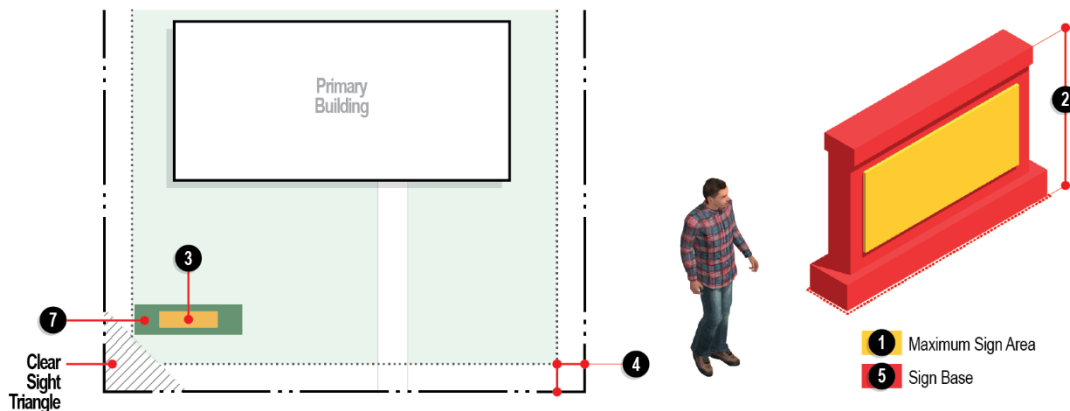 Primary
Building
3
7
Clear
Sight
Triangle
4
2
1 Maximum Sign Area
5 Sign Base